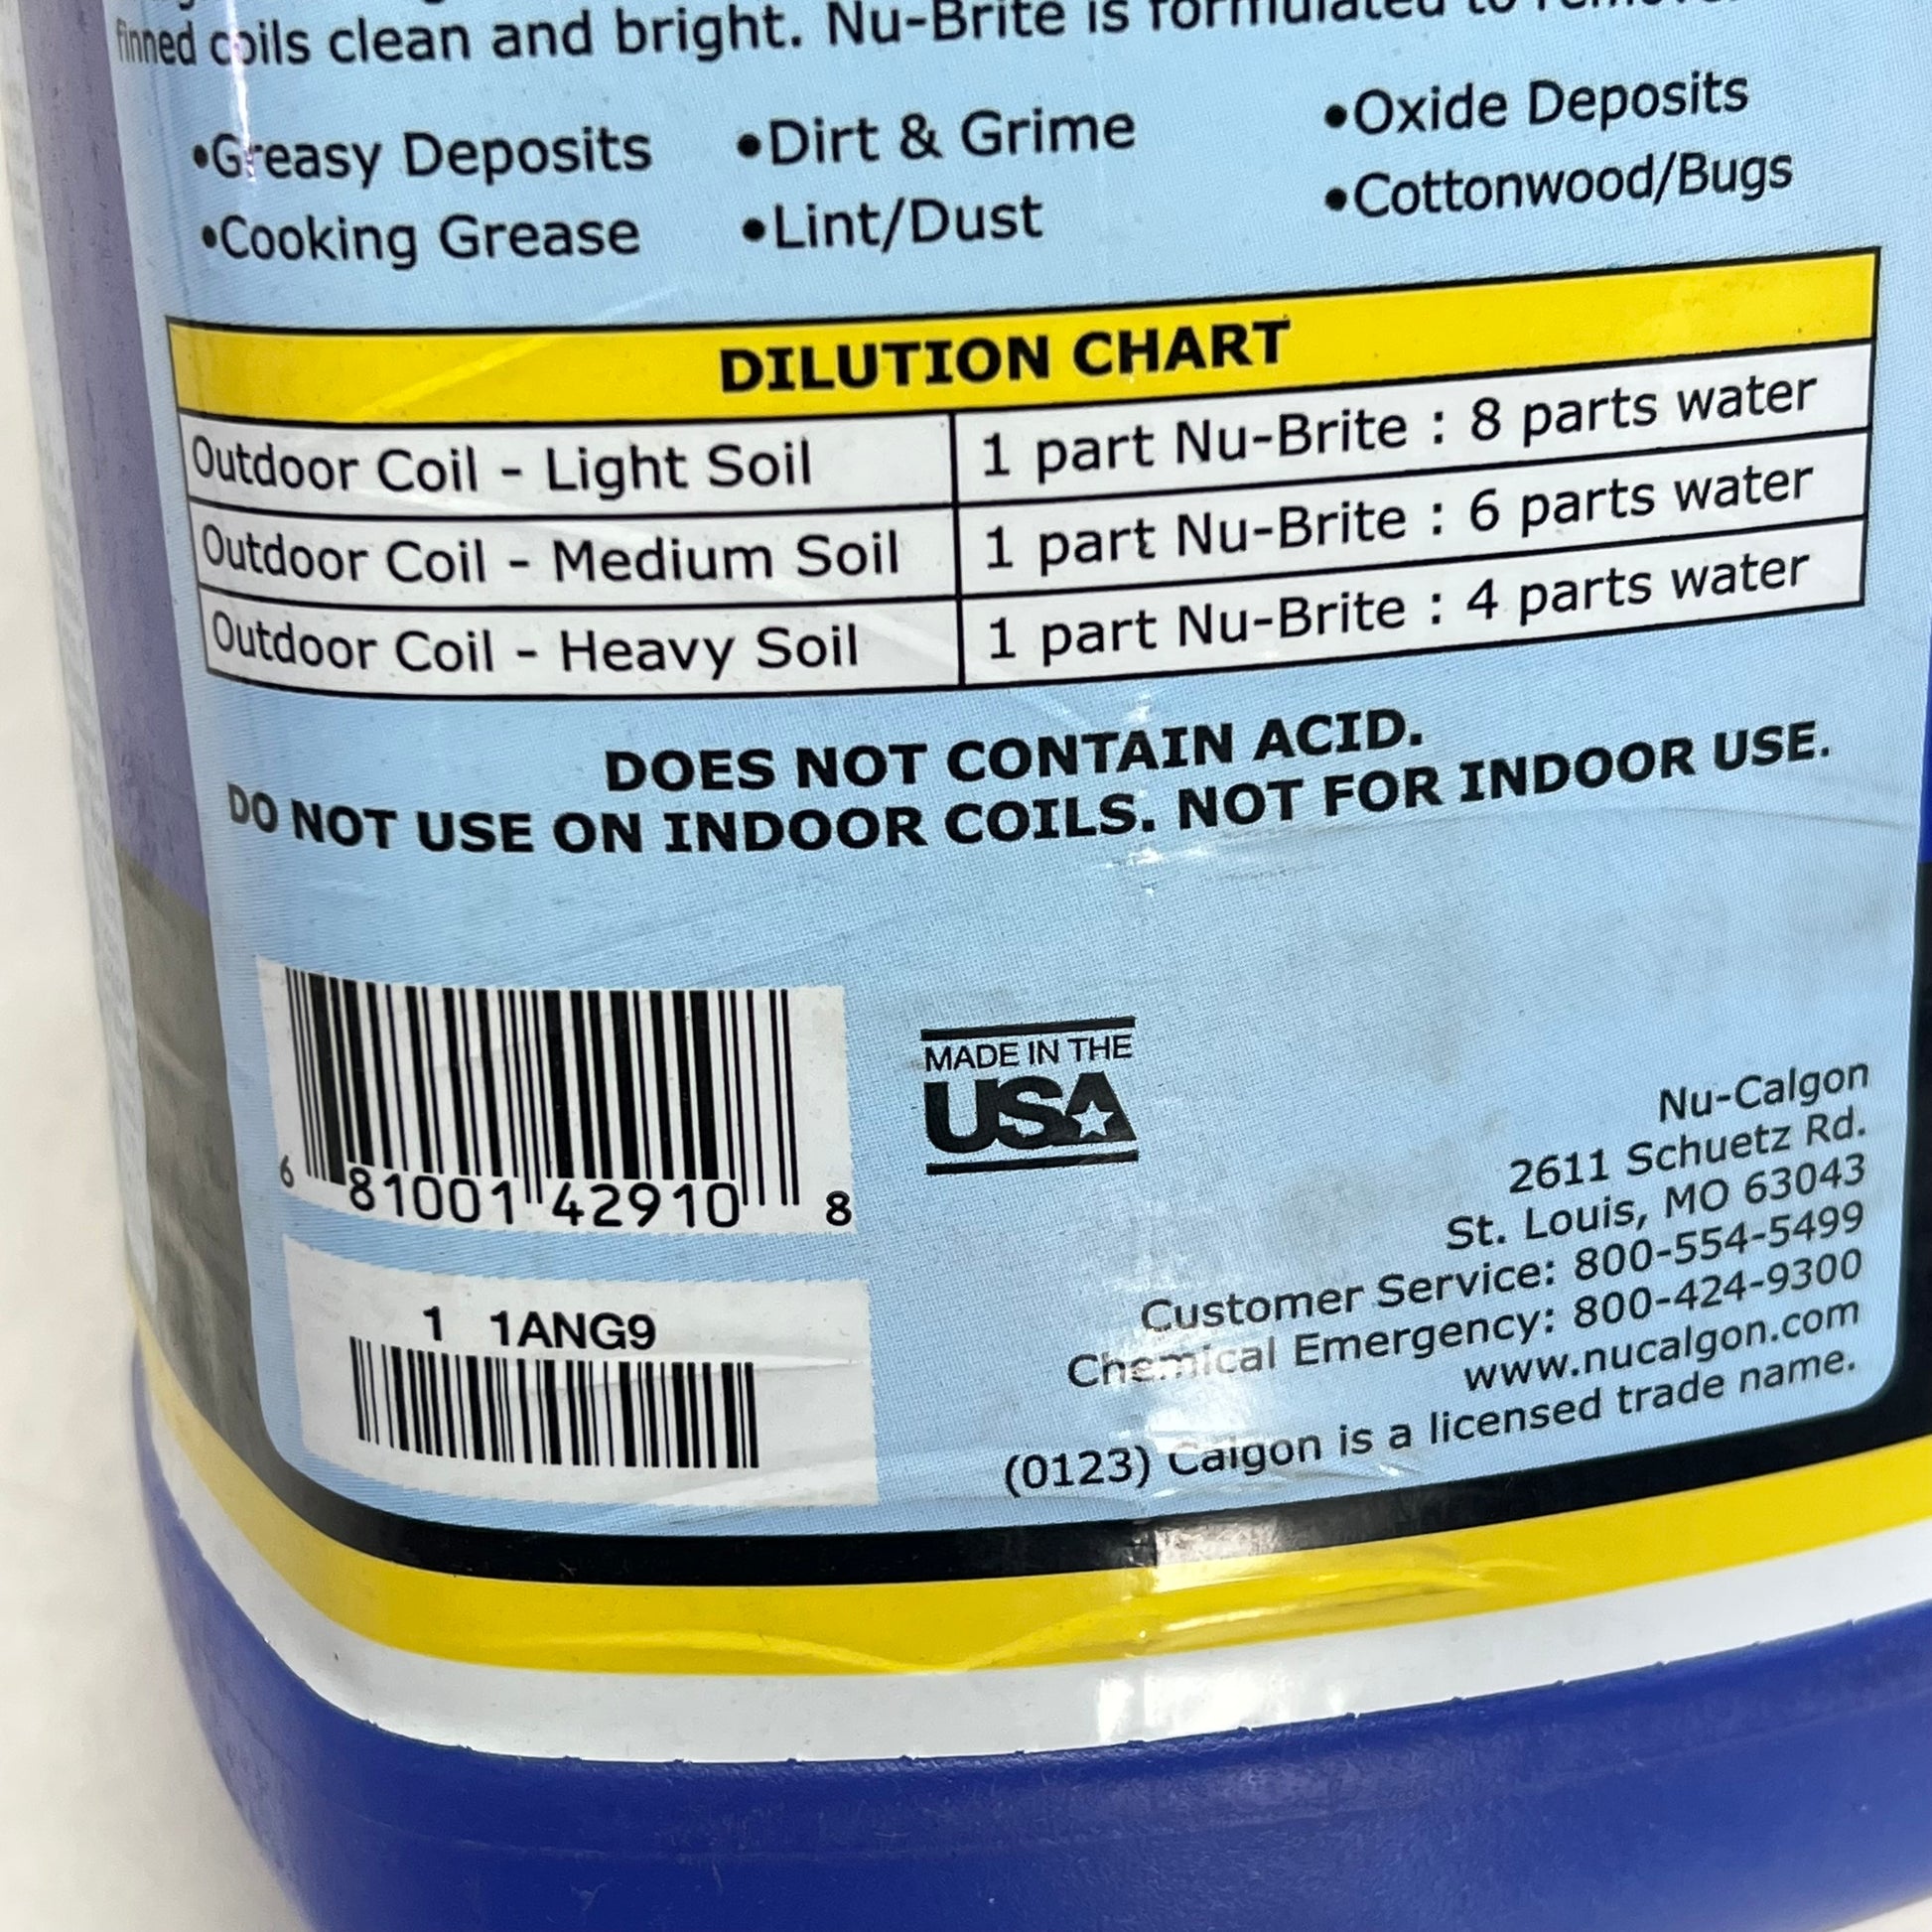 finned coils clean and bright. Nu-Brite is formulated to remove
•Greasy Deposits •Dirt & Grime •Oxide Deposits
•Cooking Grease •Lint/Dust •Cottonwood/Bugs
DILUTION CHART
Outdoor Coil - Light Soil 1 part Nu-Brite : 8 parts water
Outdoor Coil - Medium Soil 1 part Nu-Brite : 6 parts water
Outdoor Coil - Heavy Soil 1 part Nu-Brite : 4 parts water
DOES NOT CONTAIN ACID.
DO NOT USE ON INDOOR COILS. NOT FOR INDOOR USE.
6 81001 42910 8
MADE IN THE
USA
1 1ANG9
Nu-Calgon
2611 Schuetz Rd.
St. Louis, MO 63043
Customer Service: 800-554-5499
Chemical Emergency: 800-424-9300
www.nucalgon.com
(0123) Calgon is a licensed trade name.